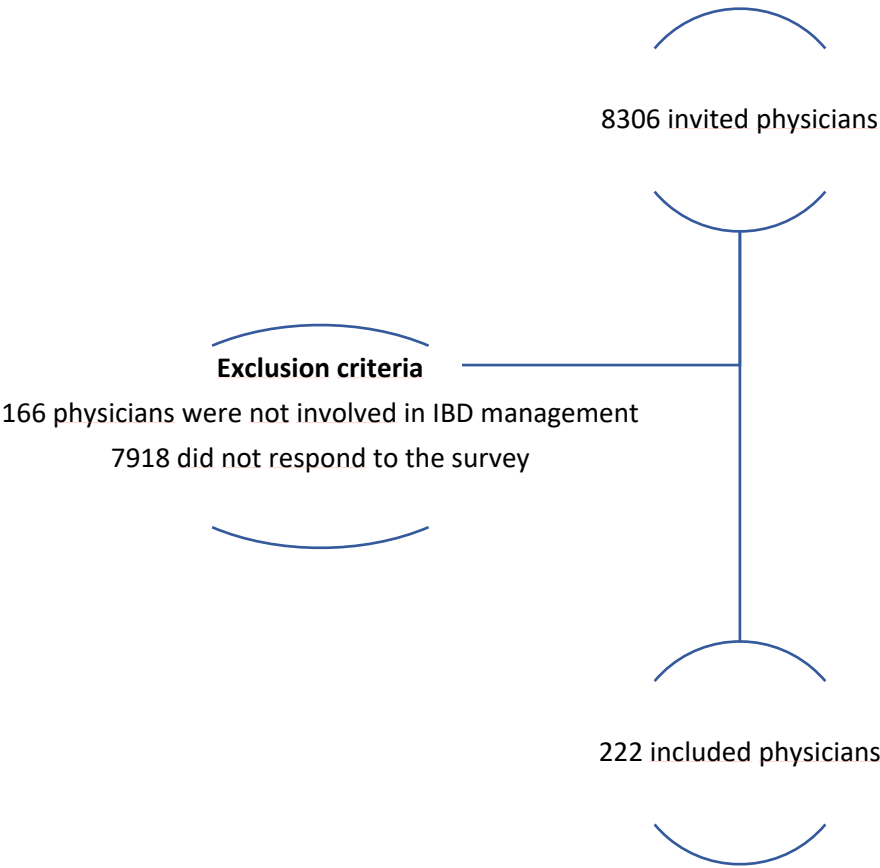 8306 invited physicians
Exclusion criteria
166 physicians were not involved in IBD management
7918 did not respond to the survey
222 included physicians